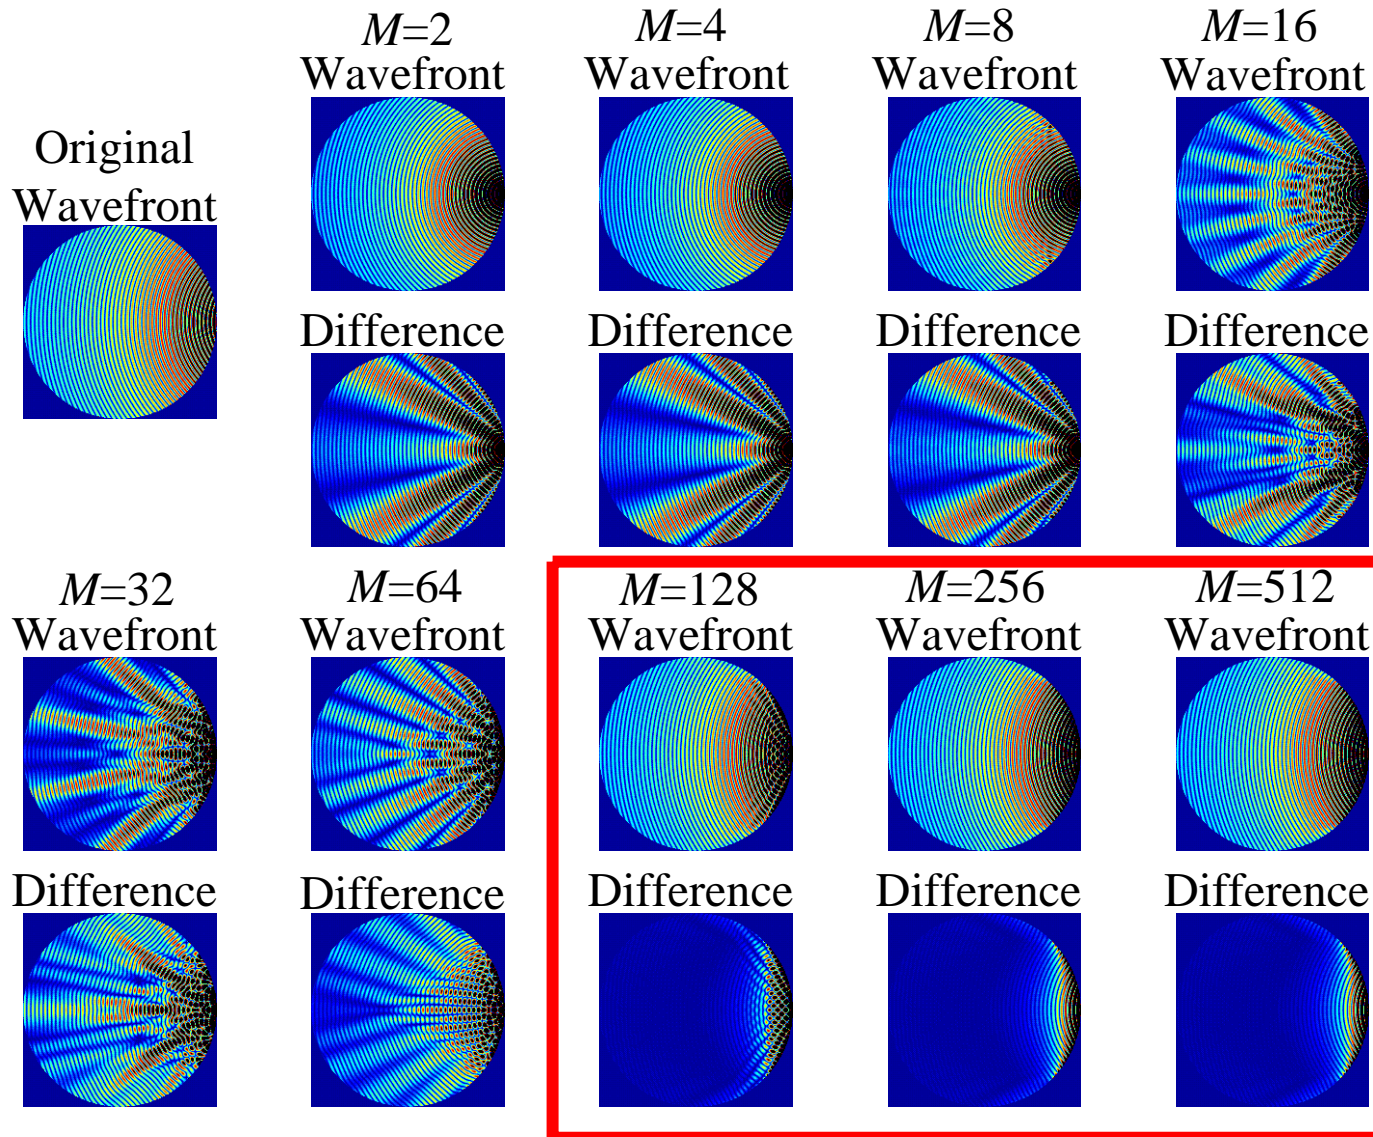 Original
Wavefront
M=2
Wavefront
Difference
M=4
Wavefront
Difference
M=8
Wavefront
Difference
M=16
Wavefront
Difference
M=32
Wavefront
Difference
M=64
Wavefront
Difference
M=128
Wavefront
Difference
M=256
Wavefront
Difference
M=512
Wavefront
Difference